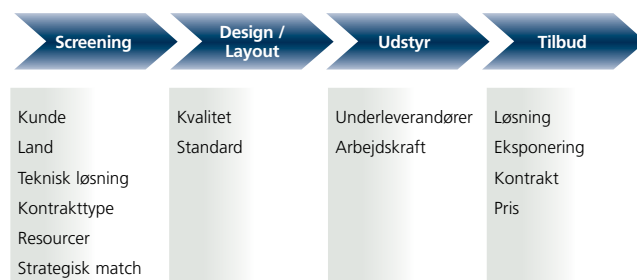 Screening
Design /
Layout
Udstyr
Tilbud
Kunde
Land
Teknisk løsning
Kontrakttype
Resourcer
Strategisk match
Kvalitet
Standard
Underleverandører
Arbejdskraft
Løsning
Eksponering
Kontrakt
Pris